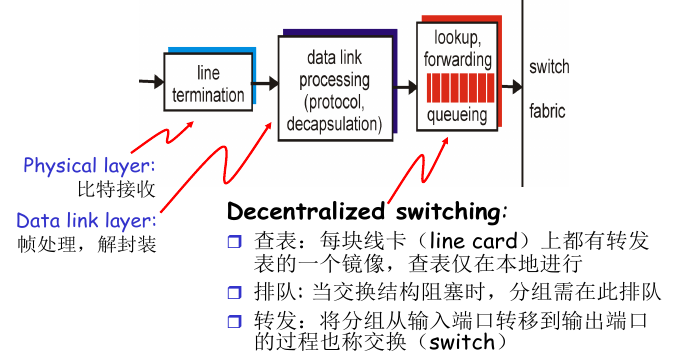 line
termination
data link
processing
(protocol,
decapsulation)
lookup,
forwarding
queueing
switch
fabric
Physical layer:
比特接收
Data link layer:
帧处理，解封装
Decentralized switching:
查表：每块线卡（line card）上都有转发
表的一个镜像，查表仅在本地进行
排队: 当交换结构阻塞时，分组需在此排队
转发：将分组从输入端口转移到输出端口
的过程也称交换（switch）